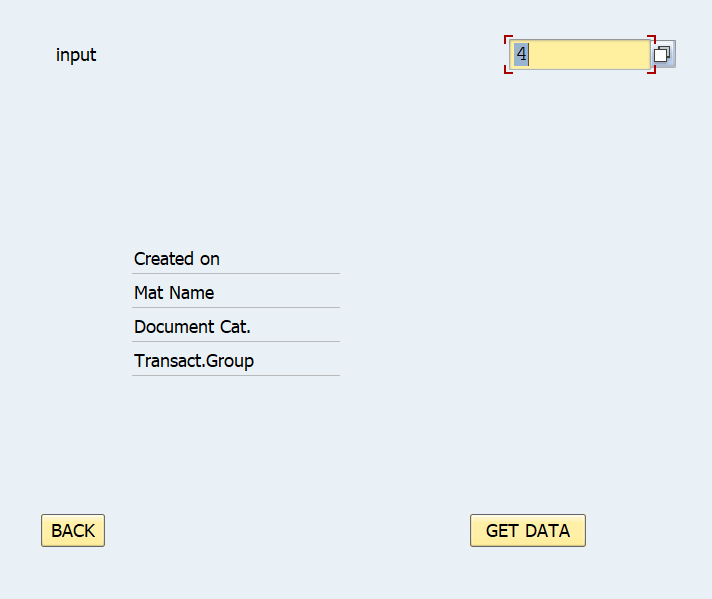 input 4
Created on
Mat Name
Document Cat.
Transact.Group
BACK GET DATA